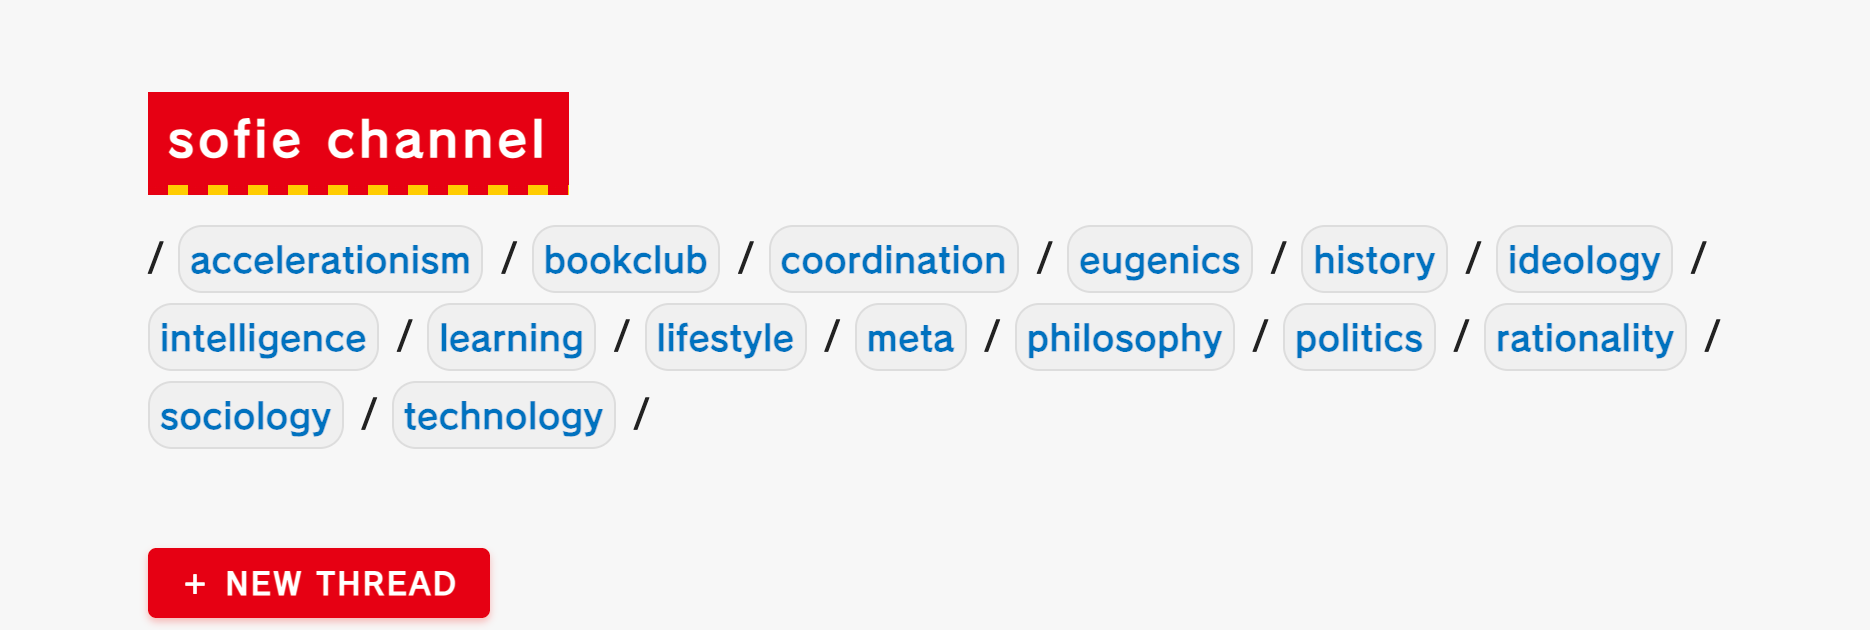 sofie channel
/ accelerationism / bookclub / coordination / eugenics / history / ideology /
intelligence / learning / lifestyle / meta / philosophy / politics / rationality /
sociology / technology /
+ NEW THREAD